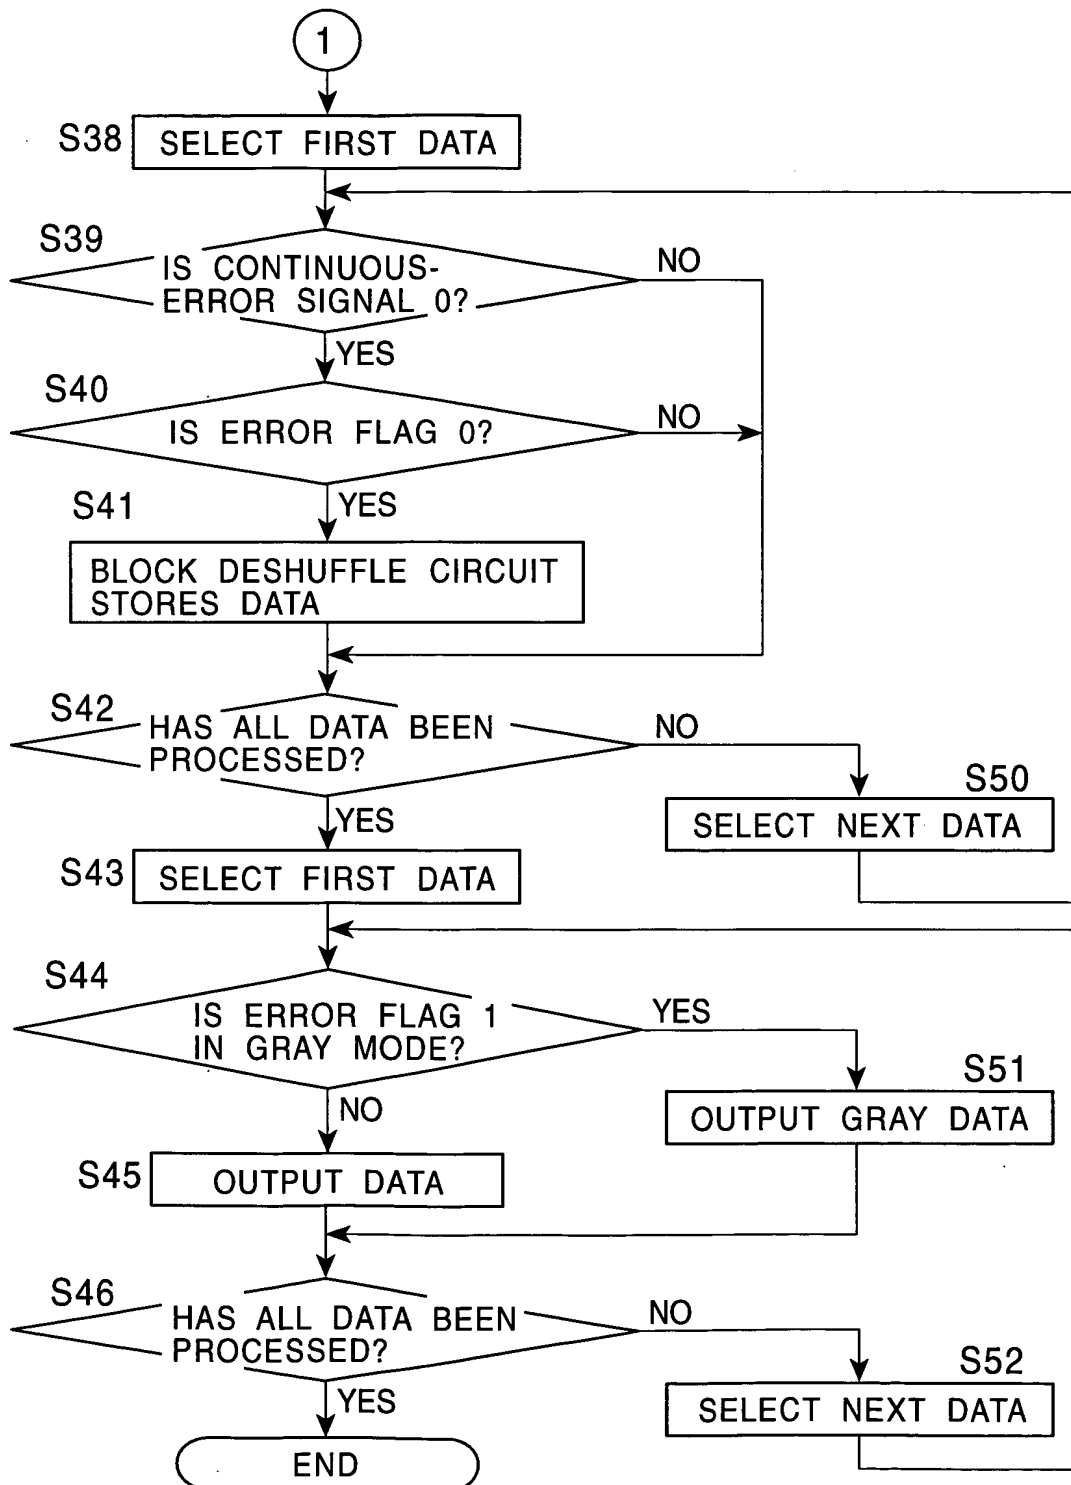 1
S38
SELECT FIRST DATA
S39
IS CONTINUOUS-
ERROR SIGNAL 0?
NO
YES
S40
IS ERROR FLAG 0?
NO
YES
S41
BLOCK DESHUFFLE CIRCUIT
STORES DATA
S42
HAS ALL DATA BEEN
PROCESSED?
NO
S50
SELECT NEXT DATA
YES
S43
SELECT FIRST DATA
S44
IS ERROR FLAG 1
IN GRAY MODE?
YES
S51
OUTPUT GRAY DATA
NO
S45
OUTPUT DATA
S46
HAS ALL DATA BEEN
PROCESSED?
NO
S52
SELECT NEXT DATA
YES
END